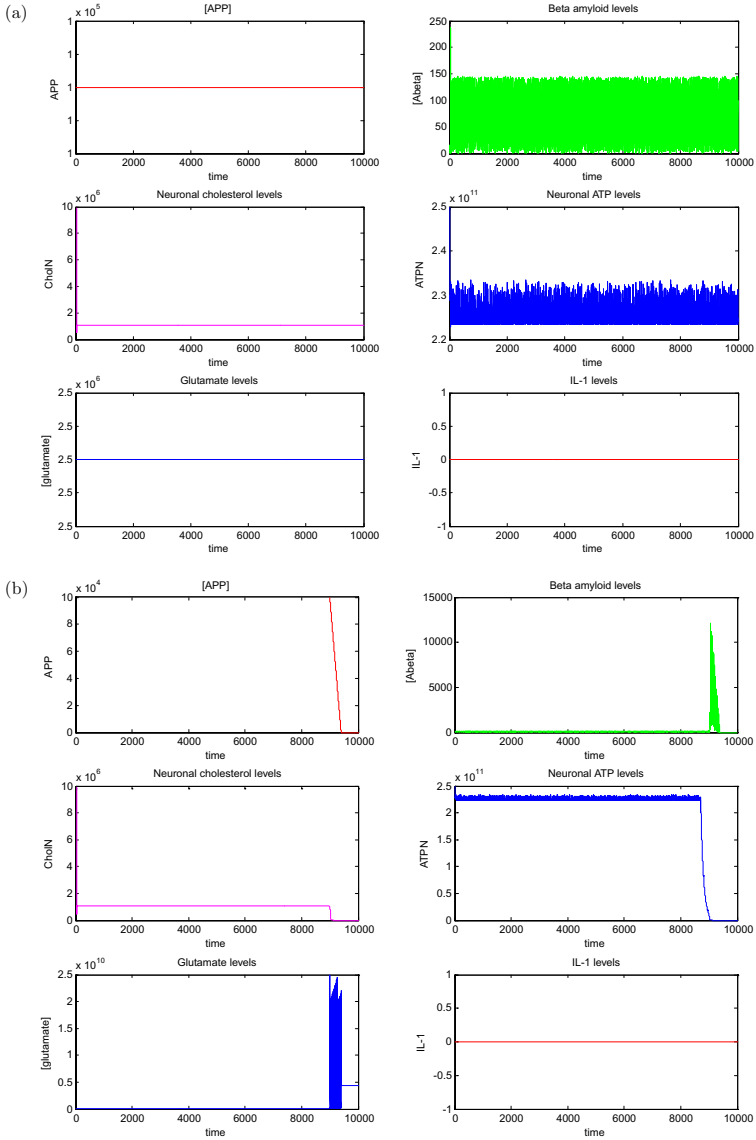 (a)
[APP]
x 10^5
1
1
1
1
1
APP
0 2000 4000 6000 8000 10000
time
Beta amyloid levels
250
200
150
100
50
0
[Abeta]
0 2000 4000 6000 8000 10000
time
Neuronal cholesterol levels
x 10^6
10
8
6
4
2
0
CholN
0 2000 4000 6000 8000 10000
time
Neuronal ATP levels
x 10^11
2.5
2.4
2.3
2.2
ATPN
0 2000 4000 6000 8000 10000
time
Glutamate levels
x 10^6
2.5
2.5
2.5
2.5
2.5
[glutamate]
0 2000 4000 6000 8000 10000
time
IL-1 levels
1
0.5
0
-0.5
-1
IL-1
0 2000 4000 6000 8000 10000
time
(b)
[APP]
x 10^4
10
8
6
4
2
0
APP
0 2000 4000 6000 8000 10000
time
Beta amyloid levels
15000
10000
5000
0
[Abeta]
0 2000 4000 6000 8000 10000
time
Neuronal cholesterol levels
x 10^6
10
8
6
4
2
0
CholN
0 2000 4000 6000 8000 10000
time
Neuronal ATP levels
x 10^11
2.5
2
1.5
1
0.5
0
ATPN
0 2000 4000 6000 8000 10000
time
Glutamate levels
x 10^10
2.5
2
1.5
1
0.5
0
[glutamate]
0 2000 4000 6000 8000 10000
time
IL-1 levels
1
0.5
0
-0.5
-1
IL-1
0 2000 4000 6000 8000 10000
time